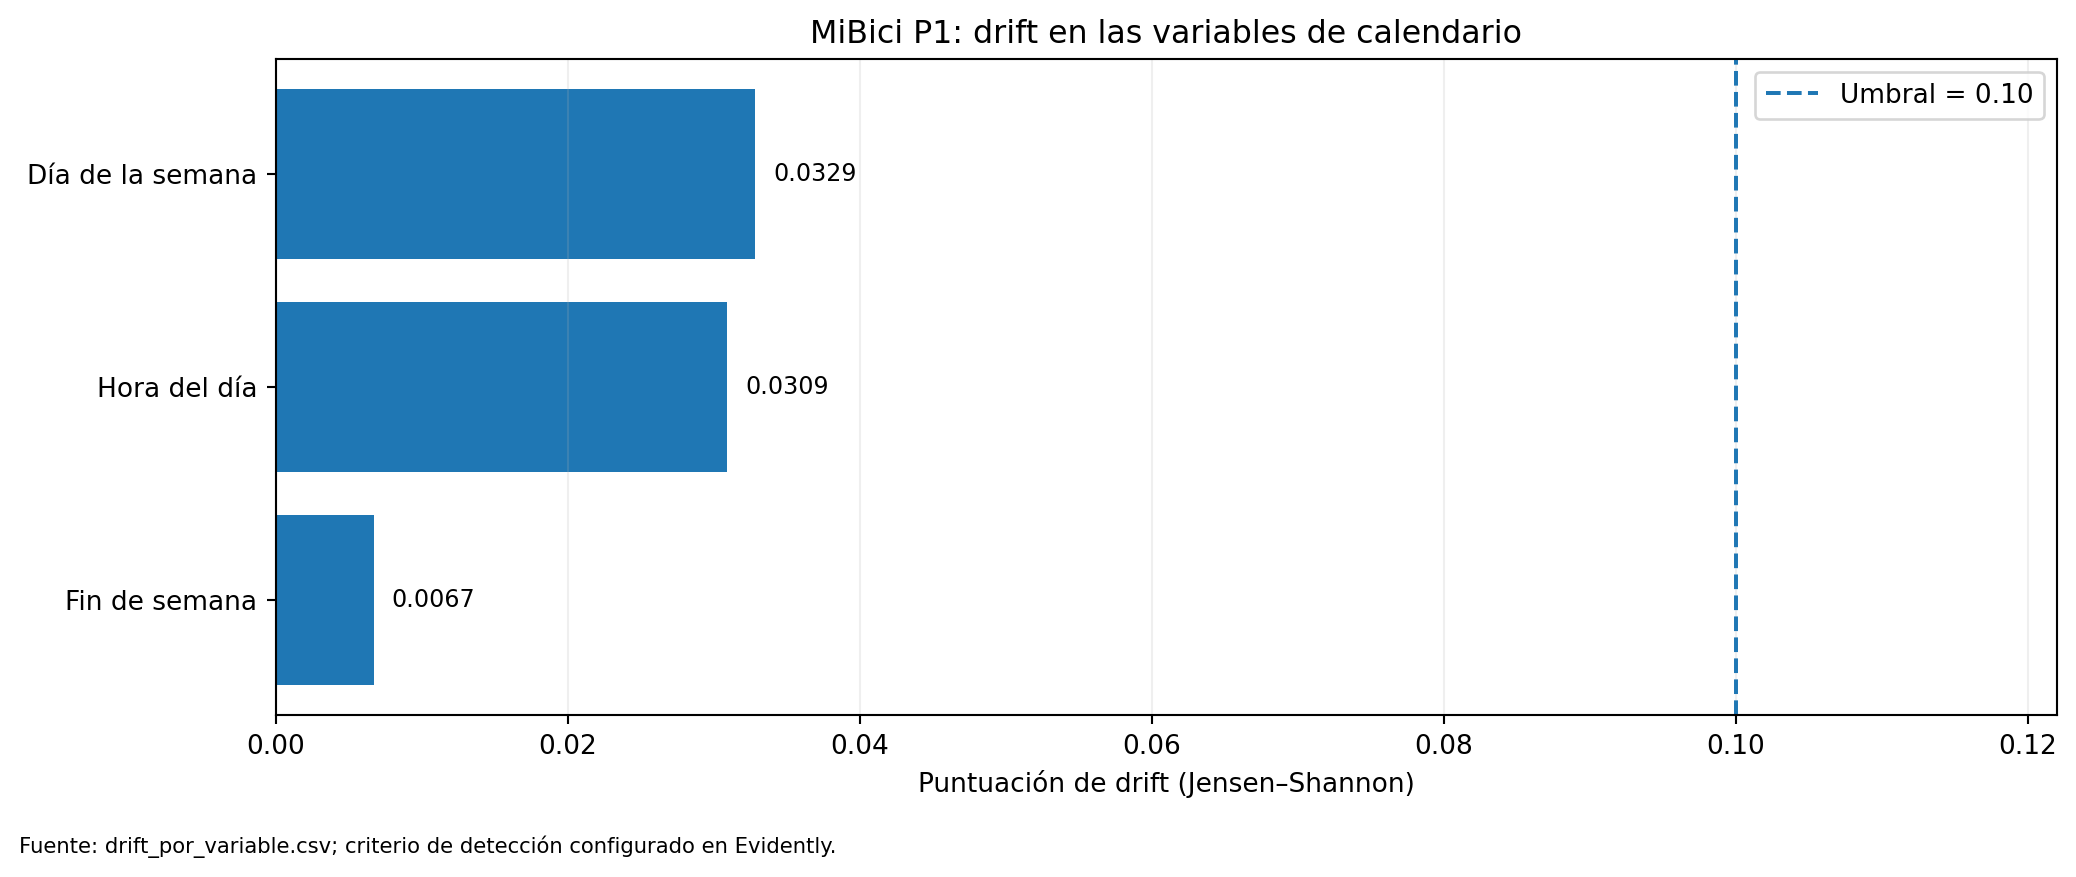 MiBici P1: drift en las variables de calendario
Umbral = 0.10
Día de la semana
0.0329
Hora del día
0.0309
Fin de semana
0.0067
0.00
0.02
0.04
0.06
0.08
0.10
0.12
Puntuación de drift (Jensen–Shannon)
Fuente: drift_por_variable.csv; criterio de detección configurado en Evidently.